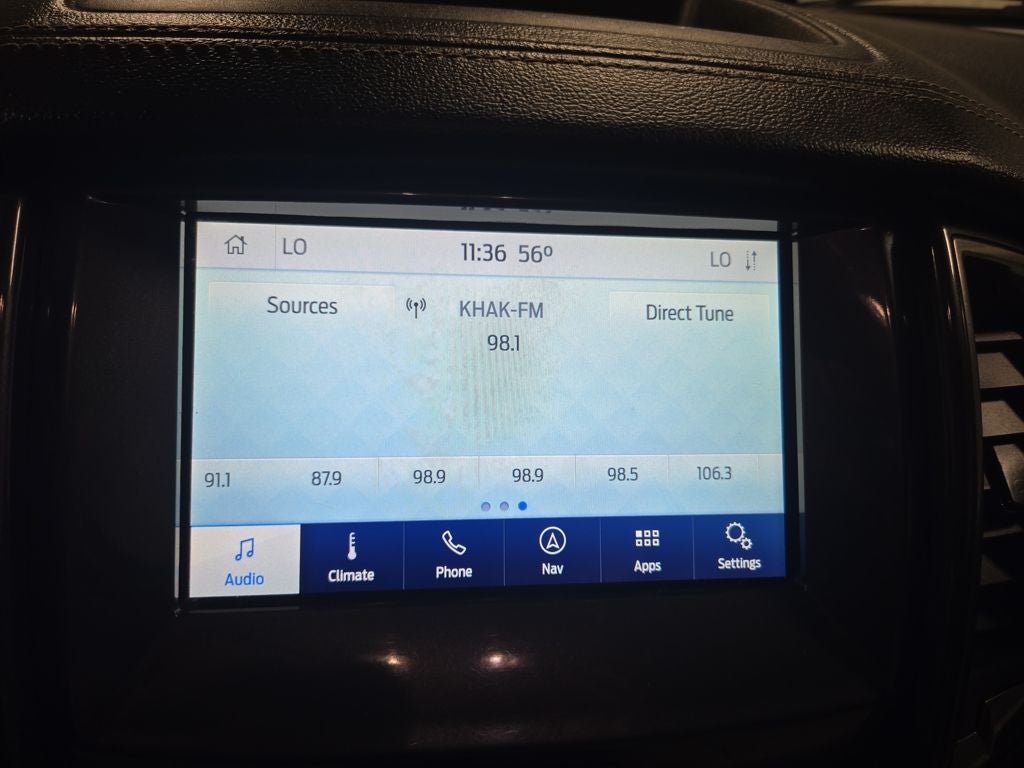 LO 11:36 56º LO
Sources KHAK-FM Direct Tune
98.1
91.1 87.9 98.9 98.9 98.5 106.3
Audio Climate Phone Nav Apps Settings